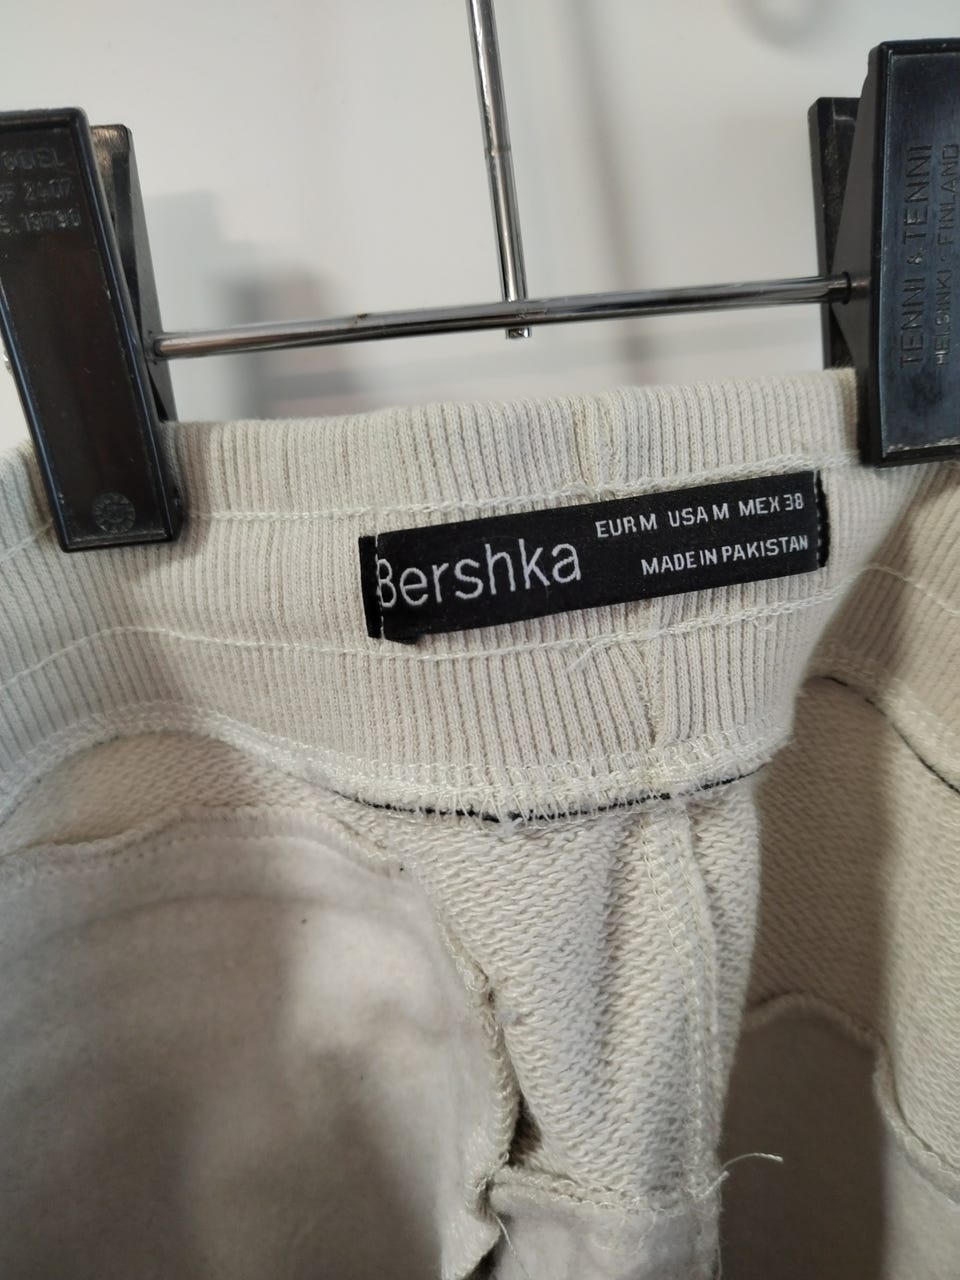 TENNI & TENNI
HELSINKI - FINLAND
Bershka
EUR M USA M MEX 38
MADE IN PAKISTAN